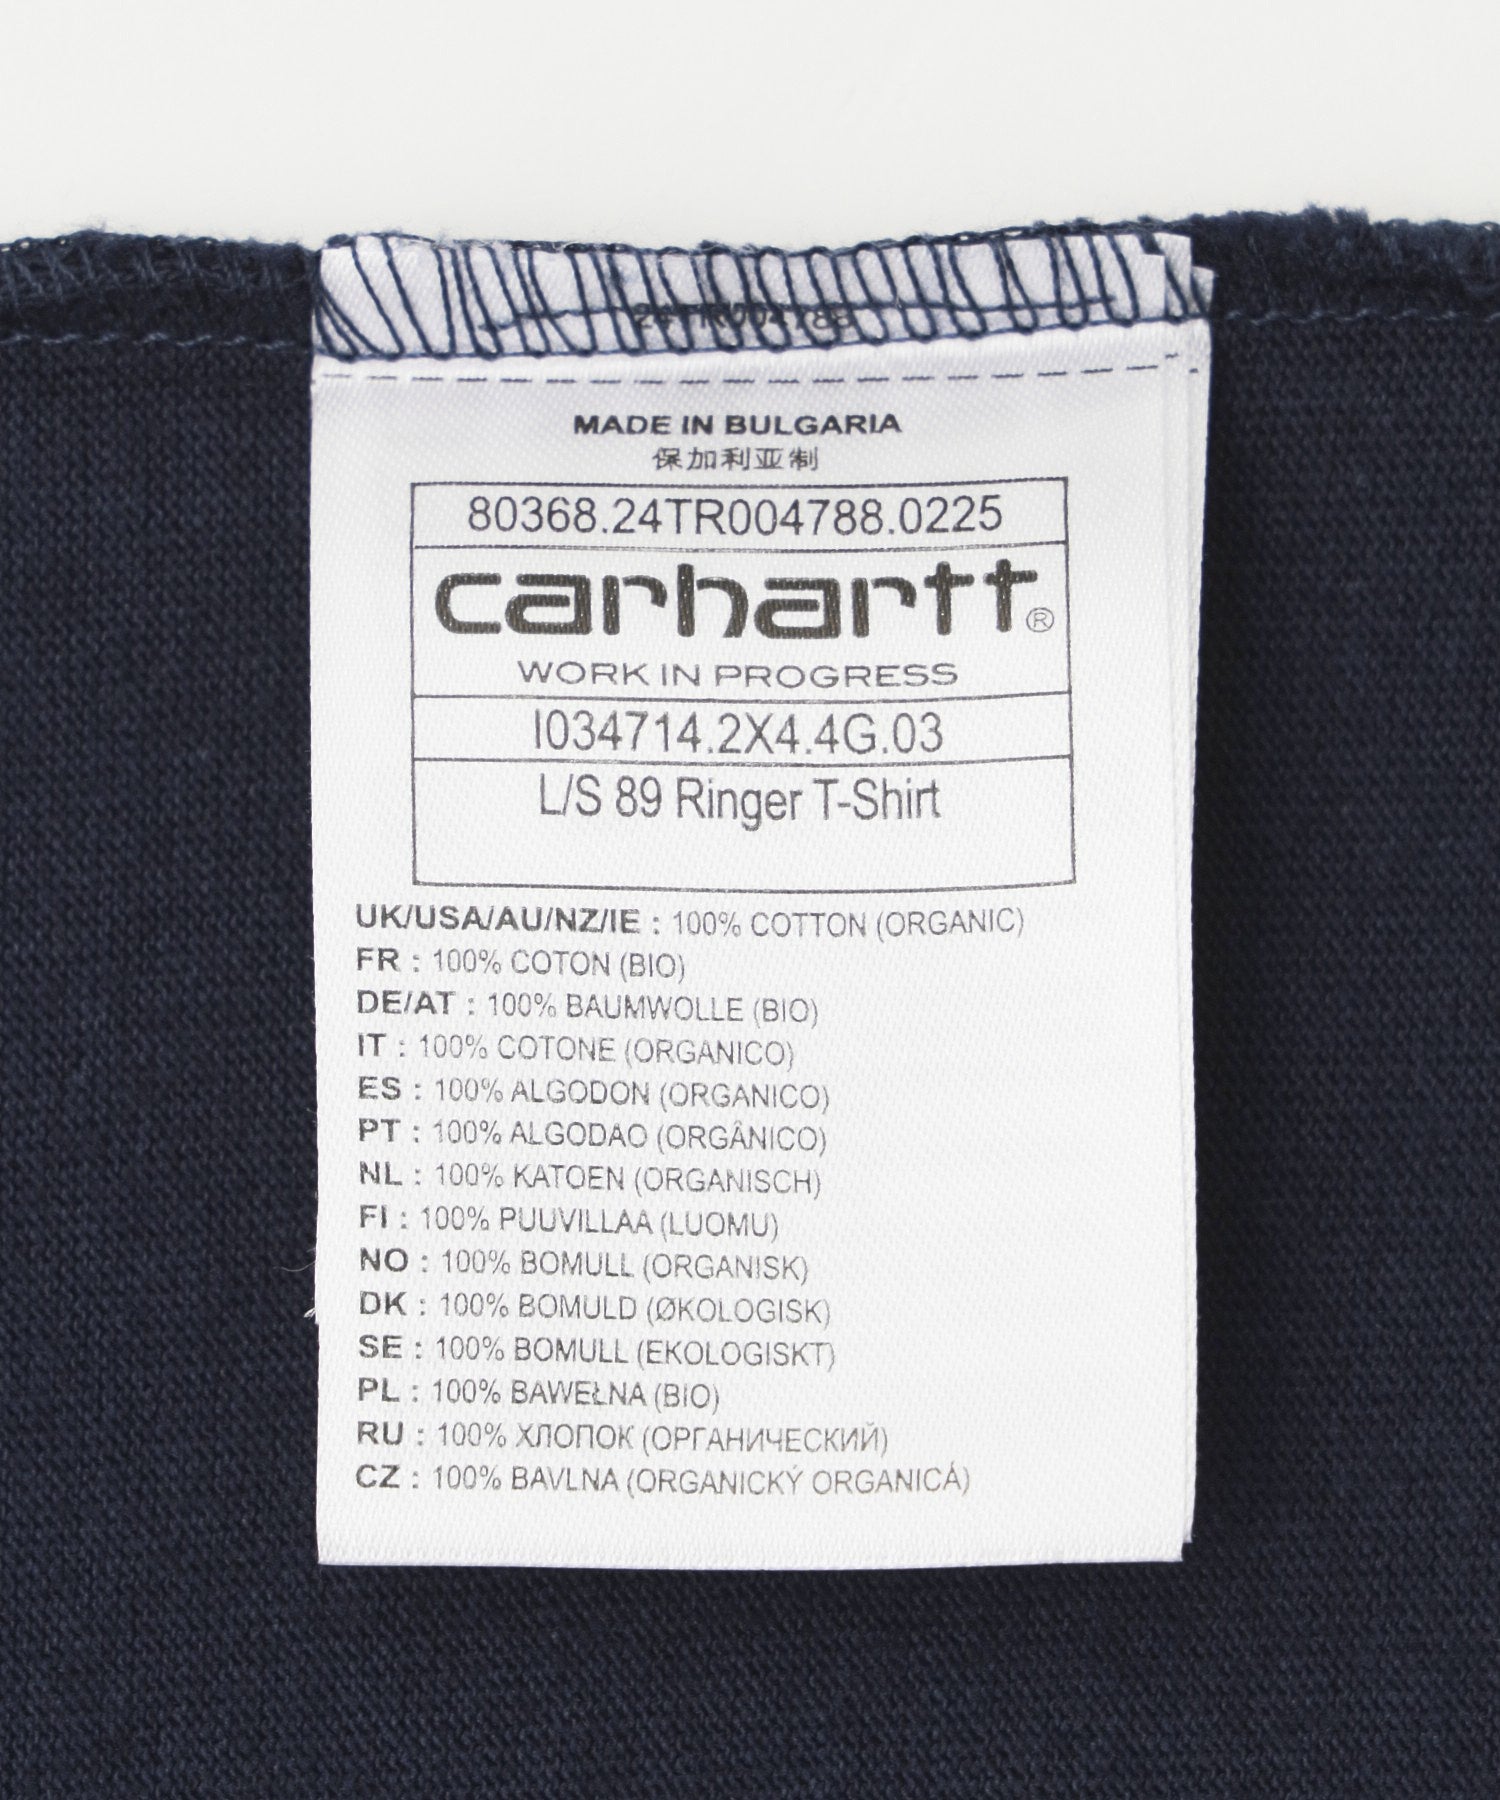 24TR004788
MADE IN BULGARIA
保加利亚制
80368.24TR004788.0225
carhartt®
WORK IN PROGRESS
I034714.2X4.4G.03
L/S 89 Ringer T-Shirt
UK/USA/AU/NZ/IE : 100% COTTON (ORGANIC)
FR : 100% COTON (BIO)
DE/AT : 100% BAUMWOLLE (BIO)
IT : 100% COTONE (ORGANICO)
ES : 100% ALGODON (ORGANICO)
PT : 100% ALGODAO (ORGÂNICO)
NL : 100% KATOEN (ORGANISCH)
FI : 100% PUUVILLAA (LUOMU)
NO : 100% BOMULL (ORGANISK)
DK : 100% BOMULD (ØKOLOGISK)
SE : 100% BOMULL (EKOLOGISKT)
PL : 100% BAWEŁNA (BIO)
RU : 100% ХЛОПОК (ОРГАНИЧЕСКИЙ)
CZ : 100% BAVLNA (ORGANICKÝ ORGANICÁ)